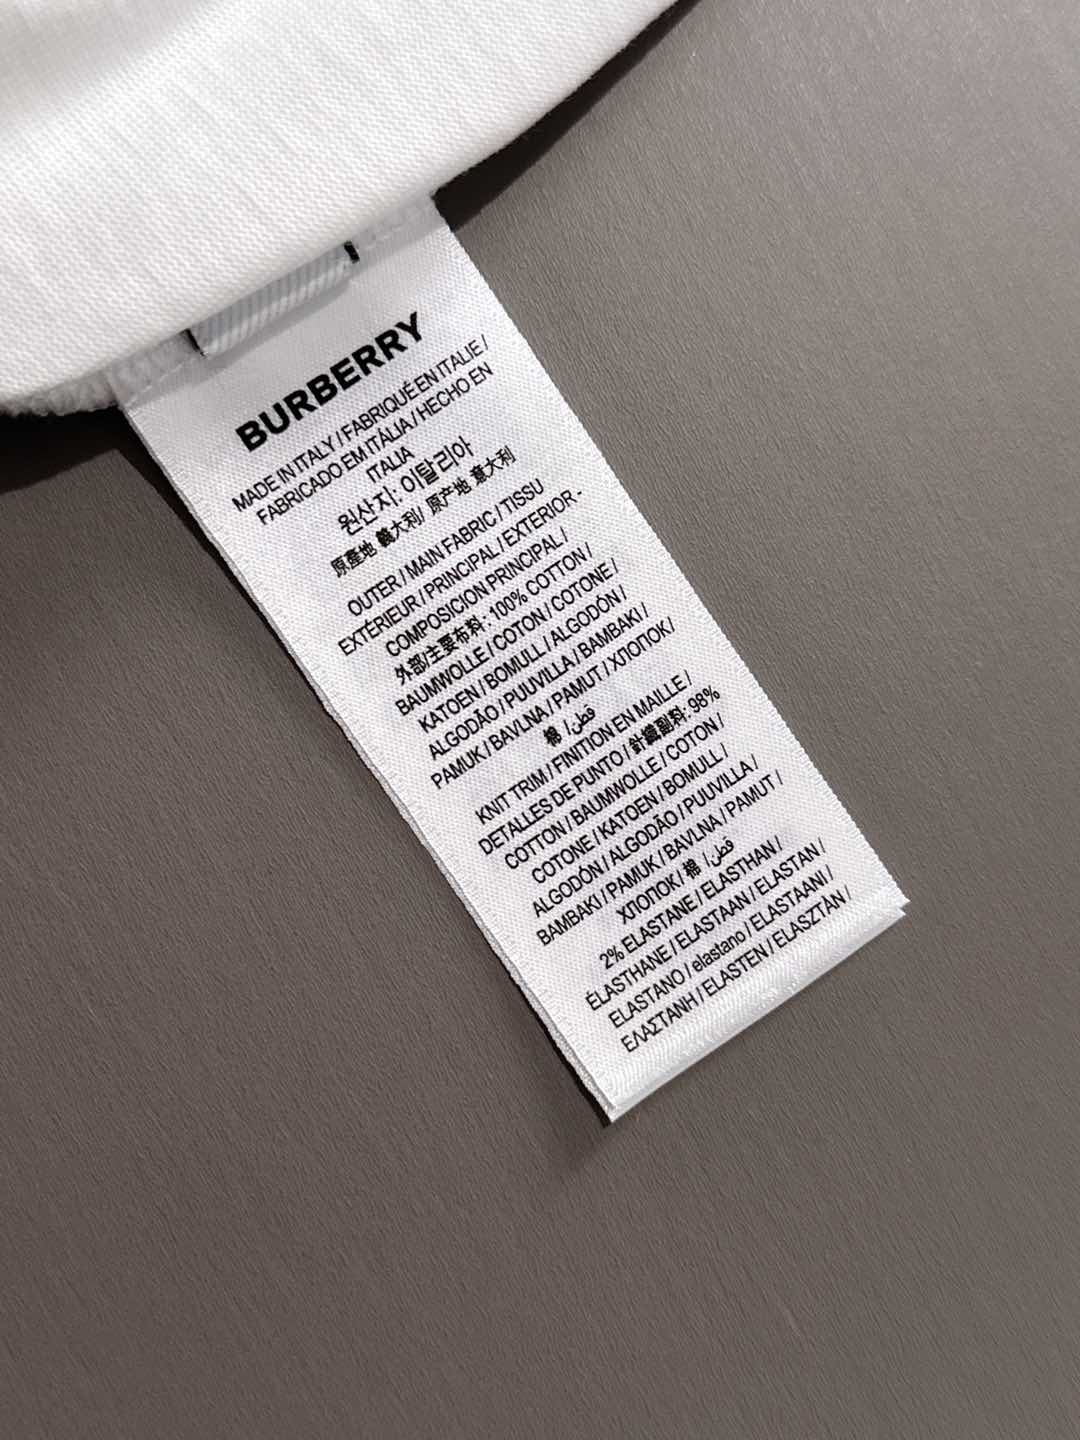 BURBERRY
MADE IN ITALY / FABRIQUÉ EN ITALIE /
FABRICADO EM ITÁLIA / HECHO EN
ITALIA
원산지: 이탈리아
原產地 義大利/ 原产地 意大利
OUTER / MAIN FABRIC / TISSU
EXTÉRIEUR / PRINCIPAL / EXTERIOR -
COMPOSICION PRINCIPAL /
外部/主要布料: 100% COTTON /
BAUMWOLLE / COTON / COTONE /
KATOEN / BOMULL / ALGODÓN /
ALGODÃO / PUUVILLA / BAMBAKI /
PAMUK / BAVLNA / PAMUT / ХЛОПОК/
棉 /قطن
KNIT TRIM / FINITION EN MAILLE /
DETALLES DE PUNTO / 針織副料: 98%
COTTON / BAUMWOLLE / COTON /
COTONE / KATOEN / BOMULL /
ALGODÓN / ALGODÃO / PUUVILLA /
BAMBAKI / PAMUK / BAVLNA / PAMUT /
ХЛОПОК / 棉 /قطن
2% ELASTANE / ELASTHAN /
ÉLASTHANE / ELASTAAN / ELASTAN /
ELASTANO / elastano / ELASTAANI /
ΕΛΑΣΤΑΝΗ / ELASTEN / ELASZTÁN /